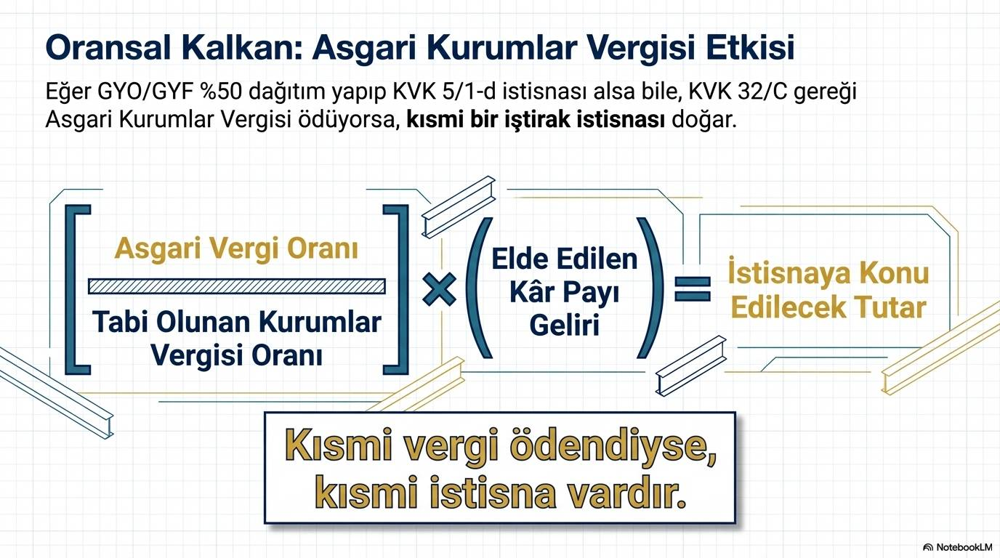 Oransal Kalkan: Asgari Kurumlar Vergisi Etkisi
Eğer GYO/GYF %50 dağıtım yapıp KVK 5/1-d istisnası alsa bile, KVK 32/C gereği
Asgari Kurumlar Vergisi ödüyorsa, kısmi bir iştirak istisnası doğar.
Asgari Vergi Oranı
Tabi Olunan Kurumlar
Vergisi Oranı
×
Elde Edilen
Kâr Payı
Geliri
=
İstisnaya Konu
Edilecek Tutar
Kısmi vergi ödendiyse,
kısmi istisna vardır.
NotebookLM